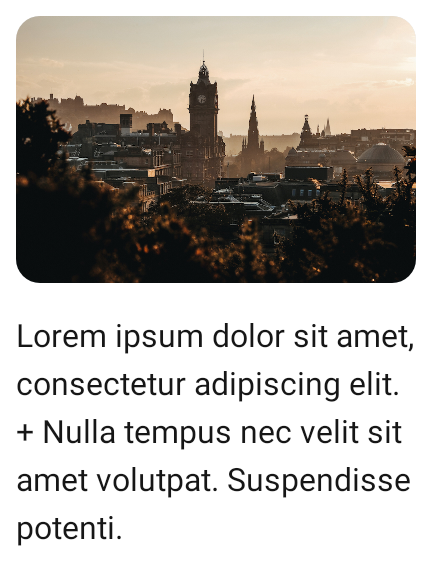 Lorem ipsum dolor sit amet,
consectetur adipiscing elit.
+ Nulla tempus nec velit sit
amet volutpat. Suspendisse
potenti.